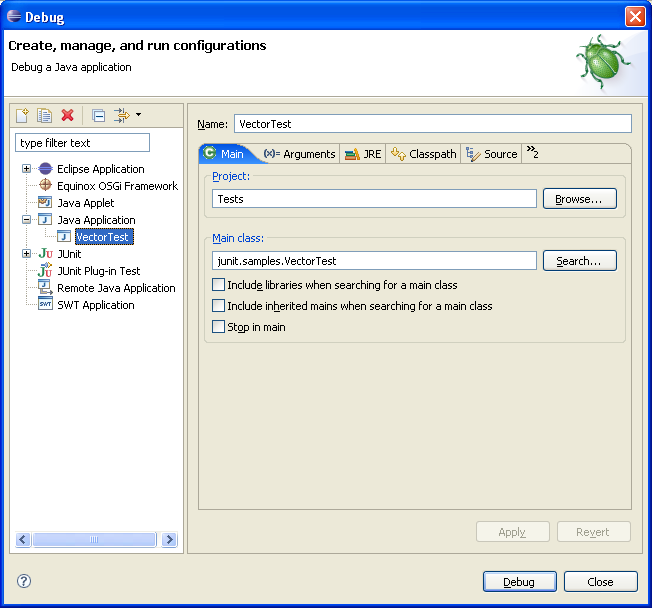 Debug
Create, manage, and run configurations
Debug a Java application
type filter text
Eclipse Application
Equinox OSGi Framework
Java Applet
Java Application
VectorTest
JUnit
JUnit Plug-in Test
Remote Java Application
SWT Application
Name: VectorTest
Main (x)= Arguments JRE Classpath Source »2
Project:
Tests Browse...
Main class:
junit.samples.VectorTest Search...
Include libraries when searching for a main class
Include inherited mains when searching for a main class
Stop in main
Apply Revert
? Debug Close